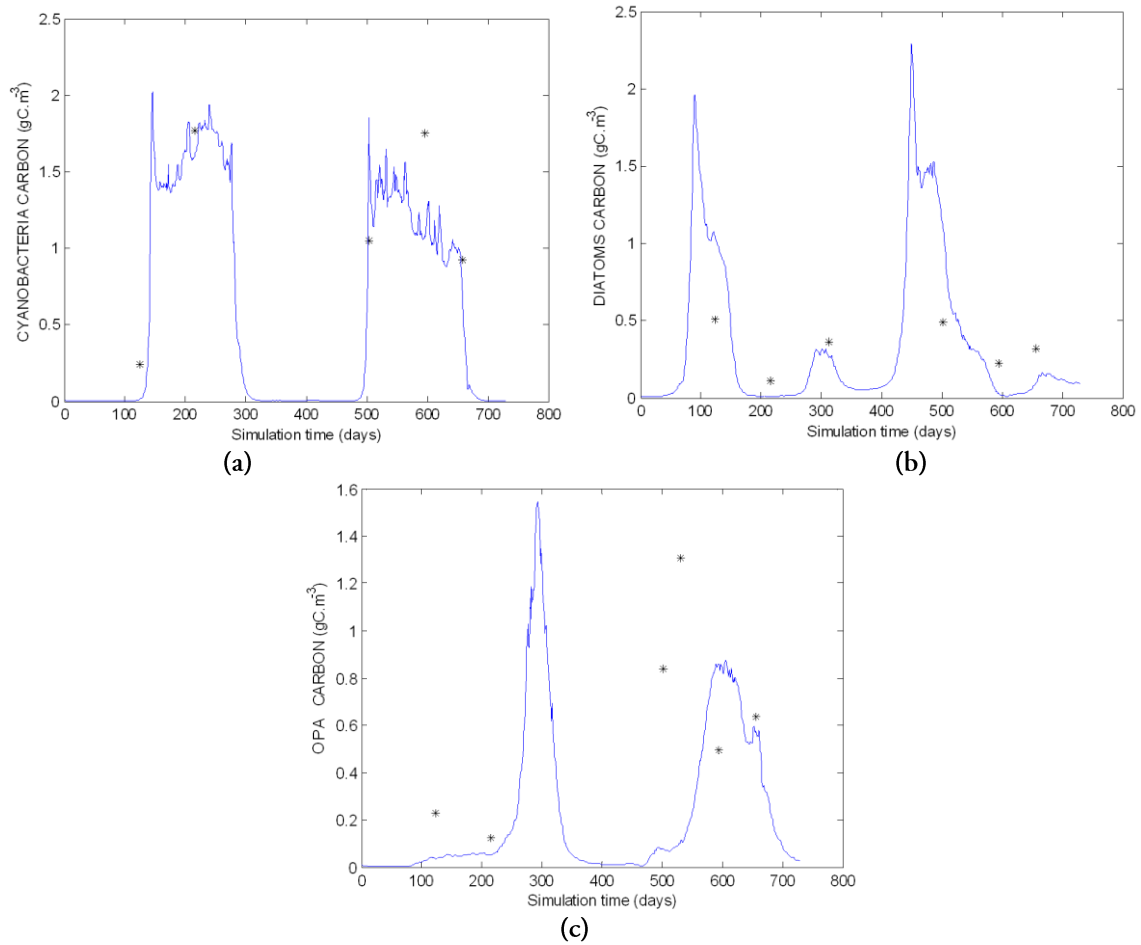 2.5
2
1.5
1
0.5
0
CYANOBACTERIA CARBON (gC.m-3)
0 100 200 300 400 500 600 700 800
Simulation time (days)
(a)
2.5
2
1.5
1
0.5
0
DIATOMS CARBON (gC.m-3)
0 100 200 300 400 500 600 700 800
Simulation time (days)
(b)
1.6
1.4
1.2
1
0.8
0.6
0.4
0.2
0
OPA CARBON (gC.m-3)
0 100 200 300 400 500 600 700 800
Simulation time (days)
(c)